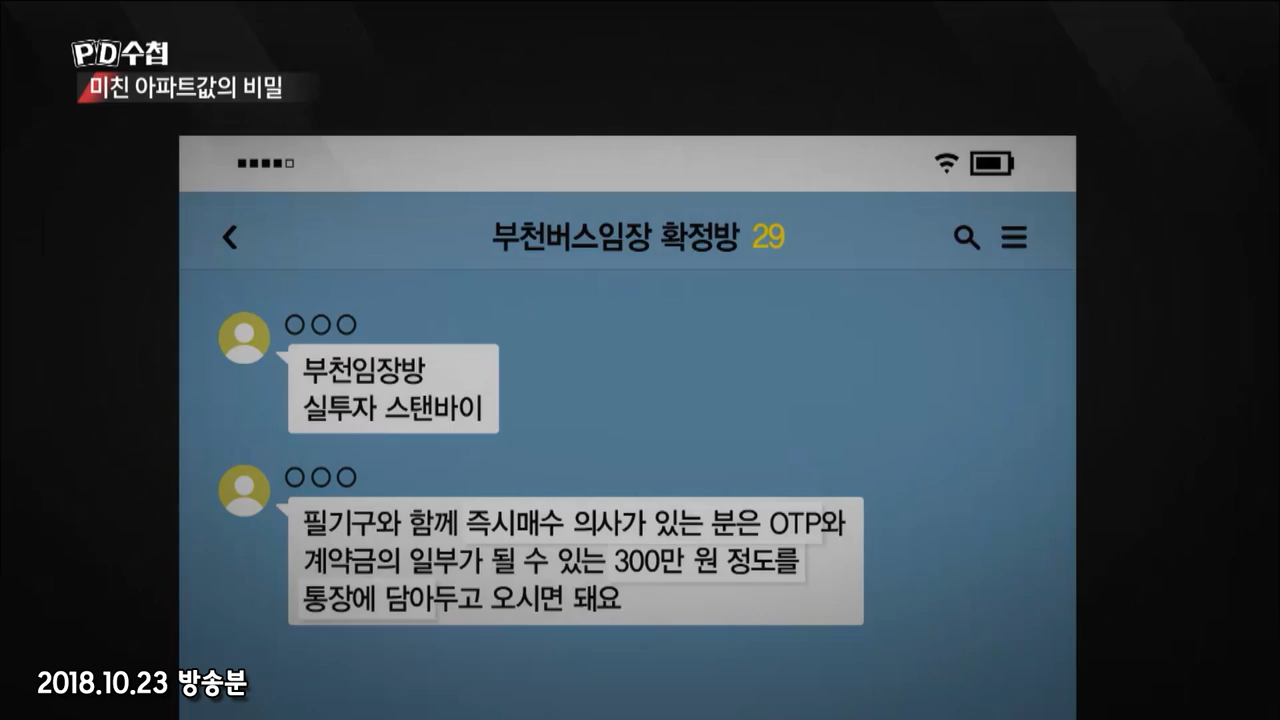 PD수첩
미친 아파트값의 비밀
부천버스임장 확정방 29
○○○
부천임장방
실투자 스탠바이
○○○
필기구와 함께 즉시매수 의사가 있는 분은 OTP와
계약금의 일부가 될 수 있는 300만 원 정도를
통장에 담아두고 오시면 돼요
2018.10.23 방송분